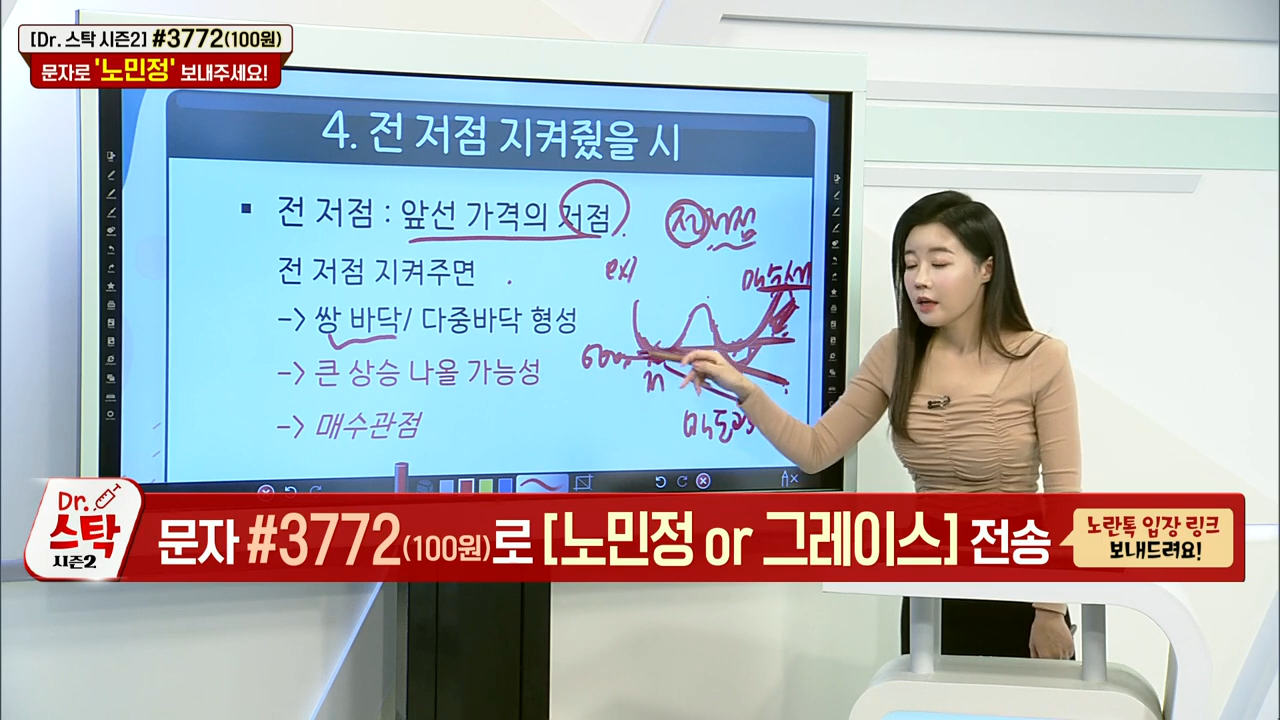 [Dr. 스탁 시즌2] #3772(100원)
문자로 '노민정' 보내주세요!
4. 전 저점 지켜줬을 시
▪ 전 저점 : 앞선 가격의 저점
전저점
전 저점 지켜주면
매수세
-> 쌍 바닥/ 다중바닥 형성
-> 큰 상승 나올 가능성
-> 매수관점
Dr.
스탁
시즌2
문자 #3772(100원)로 [노민정 or 그레이스] 전송
노란톡 입장 링크
보내드려요!